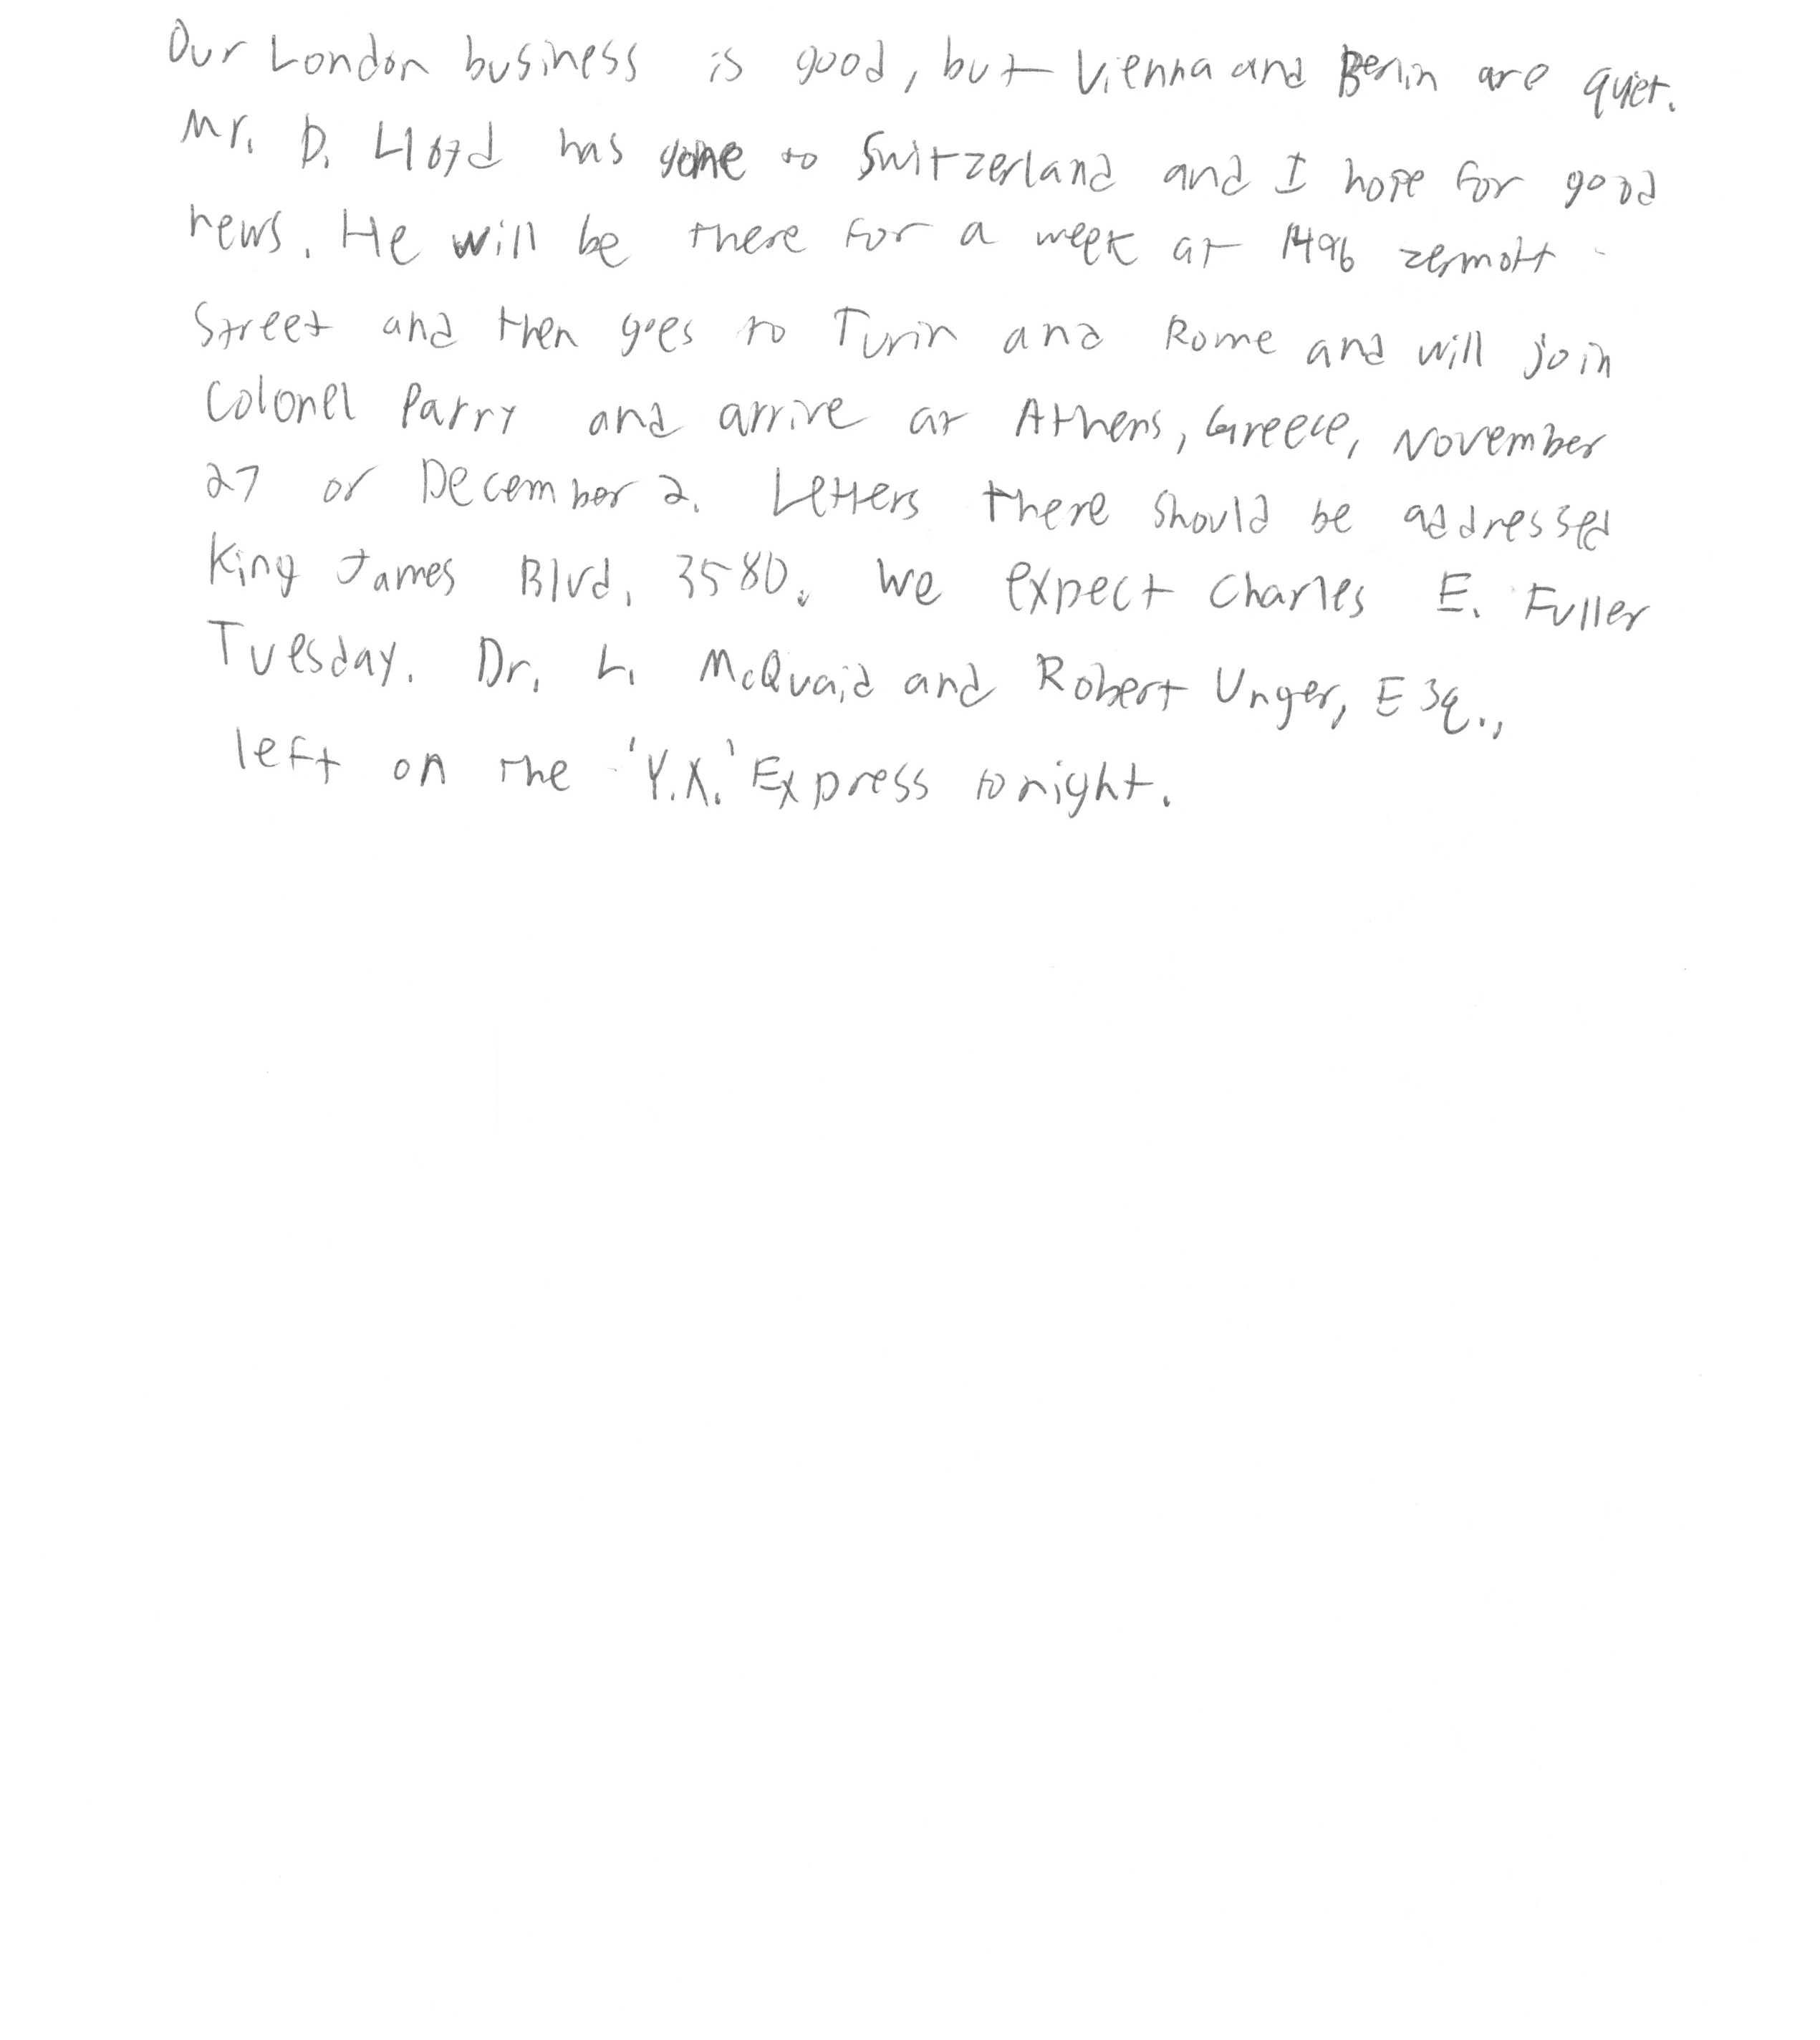 Our London business is good, but Vienna and Berlin are quiet.
Mr. D. Lloyd has gone to Switzerland and I hope for good
news. He will be there for a week at 1496 zermott
Street and then goes to Turin and Rome and will join
Colonel Parry and arrive at Athens, Greece, November
27 or December 2. Letters there should be addressed
King James Blvd, 3580. We expect Charles E. Fuller
Tuesday. Dr. L. McQuaid and Robert Unger, Esq.,
left on the 'Y.X.' Express tonight.